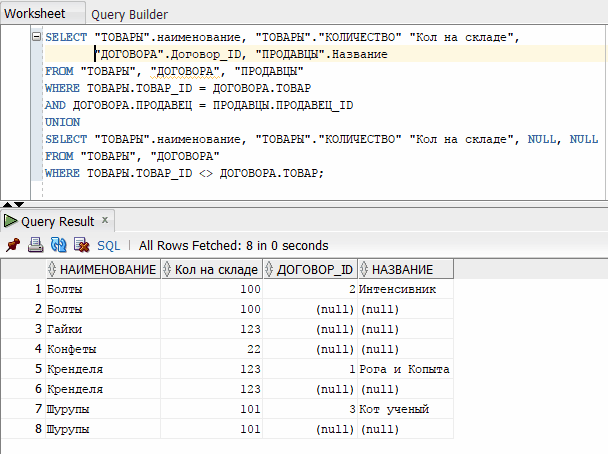 Worksheet Query Builder
SELECT "ТОВАРЫ".наименование, "ТОВАРЫ"."КОЛИЧЕСТВО" "Кол на складе",
"ДОГОВОРА".Договор_ID, "ПРОДАВЦЫ".Название
FROM "ТОВАРЫ", "ДОГОВОРА", "ПРОДАВЦЫ"
WHERE ТОВАРЫ.ТОВАР_ID = ДОГОВОРА.ТОВАР
AND ДОГОВОРА.ПРОДАВЕЦ = ПРОДАВЦЫ.ПРОДАВЕЦ_ID
UNION
SELECT "ТОВАРЫ".наименование, "ТОВАРЫ"."КОЛИЧЕСТВО" "Кол на складе", NULL, NULL
FROM "ТОВАРЫ", "ДОГОВОРА"
WHERE ТОВАРЫ.ТОВАР_ID <> ДОГОВОРА.ТОВАР;
Query Result x
SQL | All Rows Fetched: 8 in 0 seconds
НАИМЕНОВАНИЕ Кол на складе ДОГОВОР_ID НАЗВАНИЕ
1 Болты 100 2 Интенсивник
2 Болты 100 (null) (null)
3 Гайки 123 (null) (null)
4 Конфеты 22 (null) (null)
5 Кренделя 123 1 Рога и Копыта
6 Кренделя 123 (null) (null)
7 Шурупы 101 3 Кот ученый
8 Шурупы 101 (null) (null)